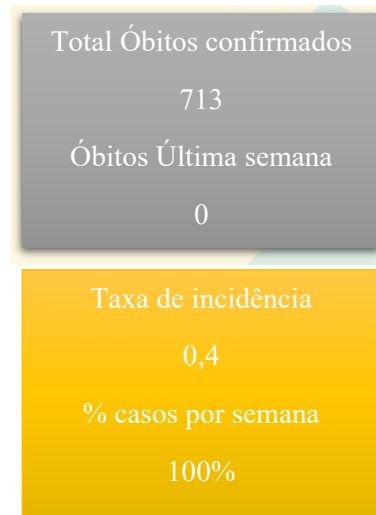 Total Óbitos confirmados
713
Óbitos Última semana
0
Taxa de incidência
0,4
% casos por semana
100%